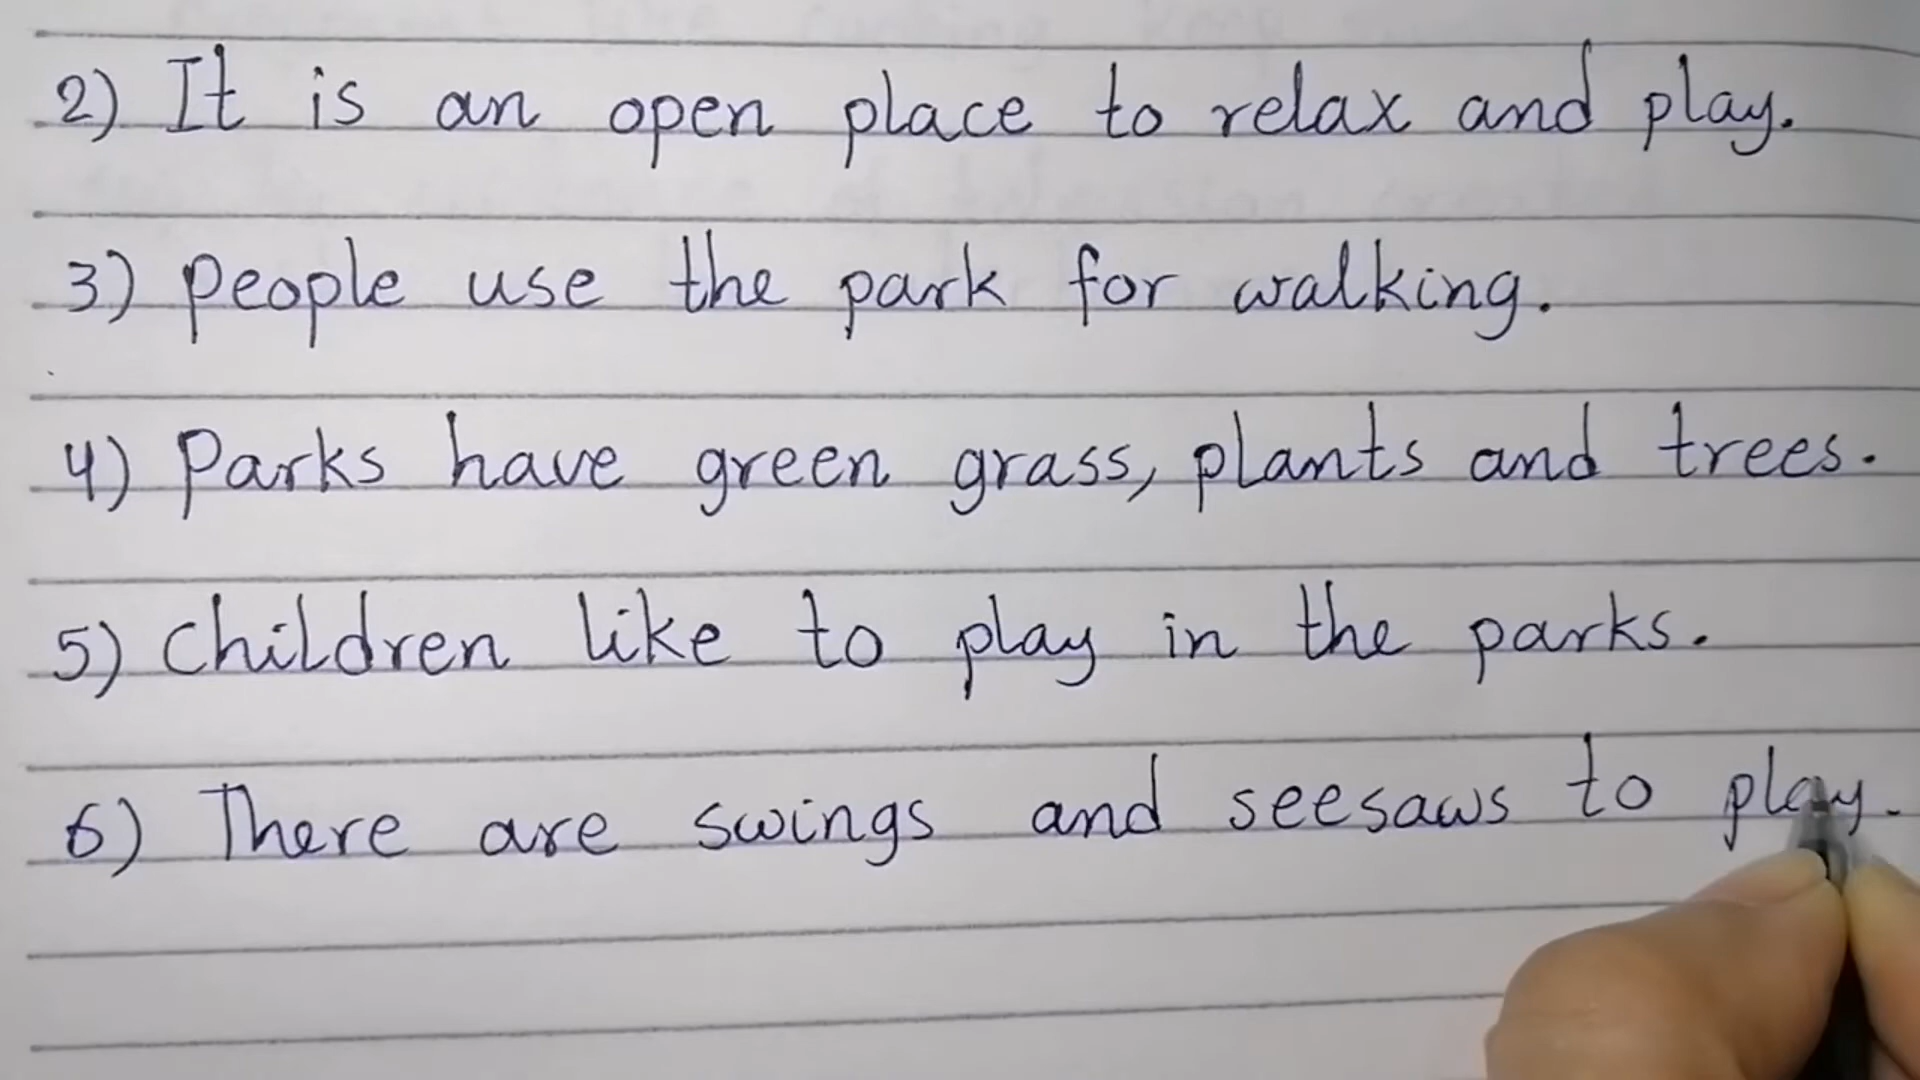 2) It is an open place to relax and play.
3) People use the park for walking.
4) Parks have green grass, plants and trees.
5) Children like to play in the parks.
6) There are swings and seesaws to play.